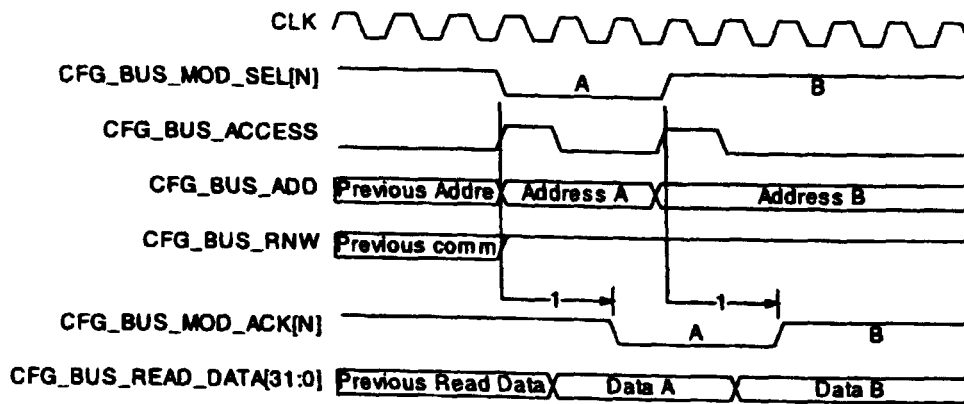 CLK
CFG_BUS_MOD_SEL[N] A B
CFG_BUS_ACCESS
CFG_BUS_ADD Previous Addre Address A Address B
CFG_BUS_RNW Previous comm
1 1
CFG_BUS_MOD_ACK[N] A B
CFG_BUS_READ_DATA[31:0] Previous Read Data Data A Data B